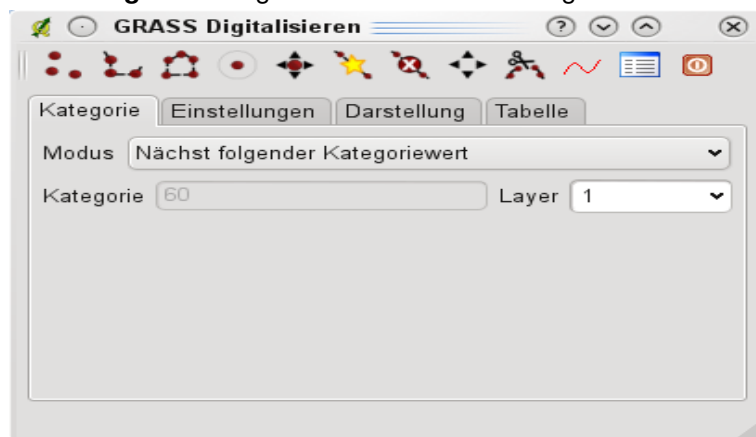 GRASS Digitalisieren
Kategorie Einstellungen Darstellung Tabelle
Modus Nächst folgender Kategoriewert
Kategorie 60 Layer 1